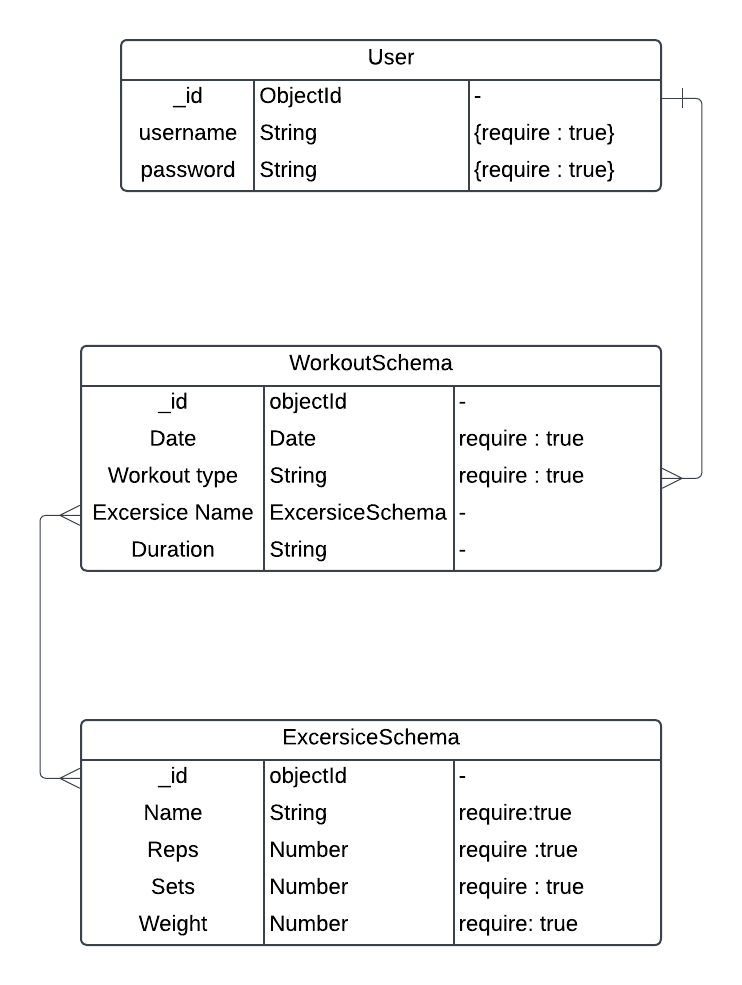 User
_id ObjectId -
username String {require : true}
password String {require : true}
WorkoutSchema
_id objectId -
Date Date require : true
Workout type String require : true
Excersice Name ExcersiceSchema -
Duration String -
ExcersiceSchema
_id objectId -
Name String require:true
Reps Number require :true
Sets Number require : true
Weight Number require: true